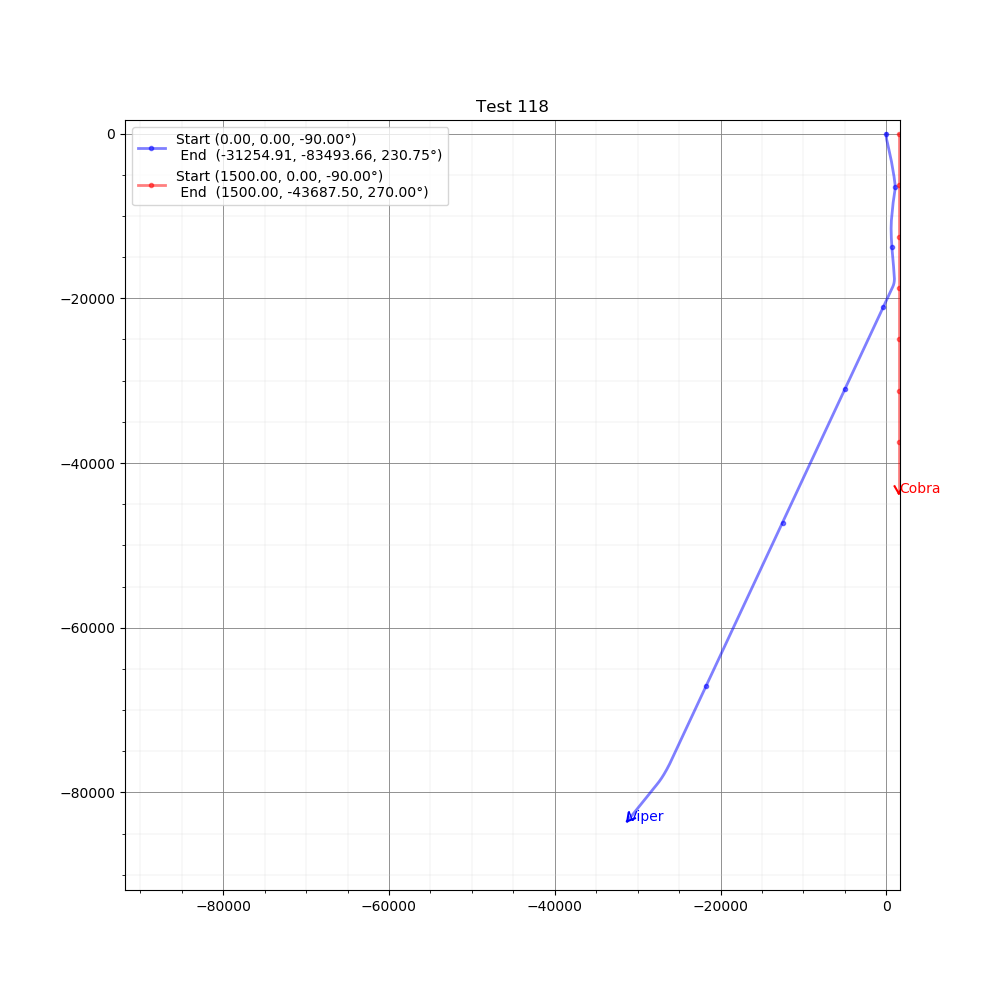 Test 118
Start (0.00, 0.00, -90.00°)
End  (-31254.91, -83493.66, 230.75°)
Start (1500.00, 0.00, -90.00°)
End  (1500.00, -43687.50, 270.00°)
0
−20000
−40000
−60000
−80000
Cobra
Viper
−80000
−60000
−40000
−20000
0